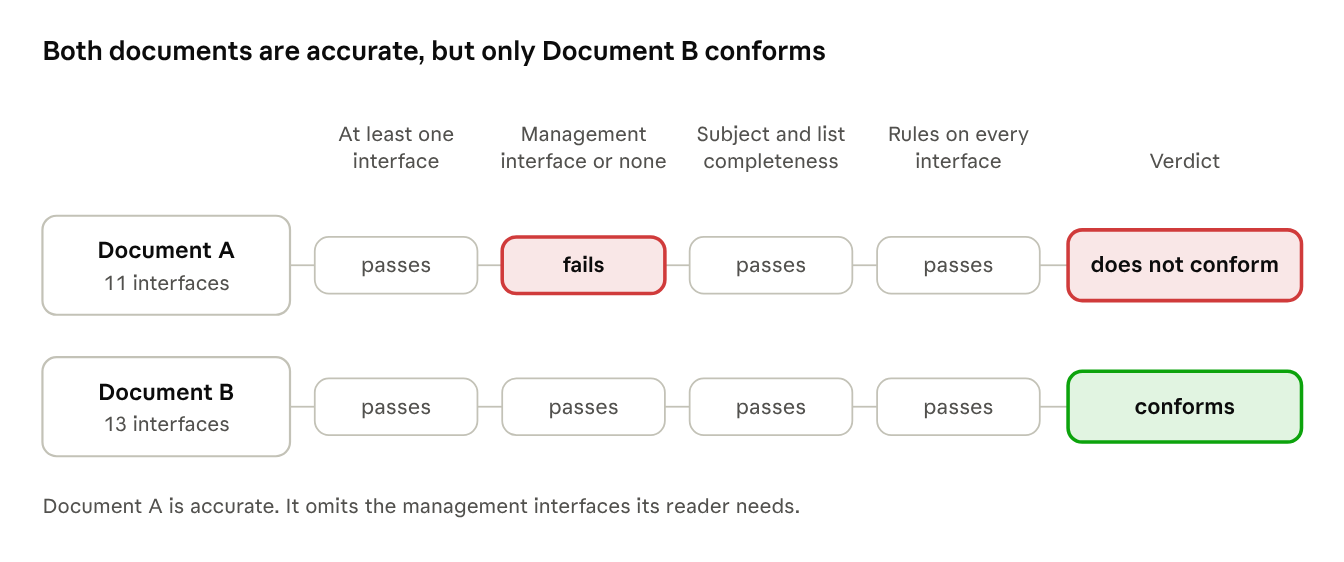 Both documents are accurate, but only Document B conforms
At least one
interface
Management
interface or none
Subject and list
completeness
Rules on every
interface
Verdict
Document A
11 interfaces
passes
fails
passes
passes
does not conform
Document B
13 interfaces
passes
passes
passes
passes
conforms
Document A is accurate. It omits the management interfaces its reader needs.